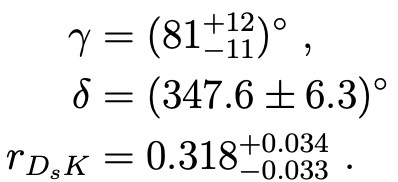 γ = (81^{+12}_{-11})° ,
δ = (347.6 ± 6.3)°
r_{D_sK} = 0.318^{+0.034}_{-0.033} .